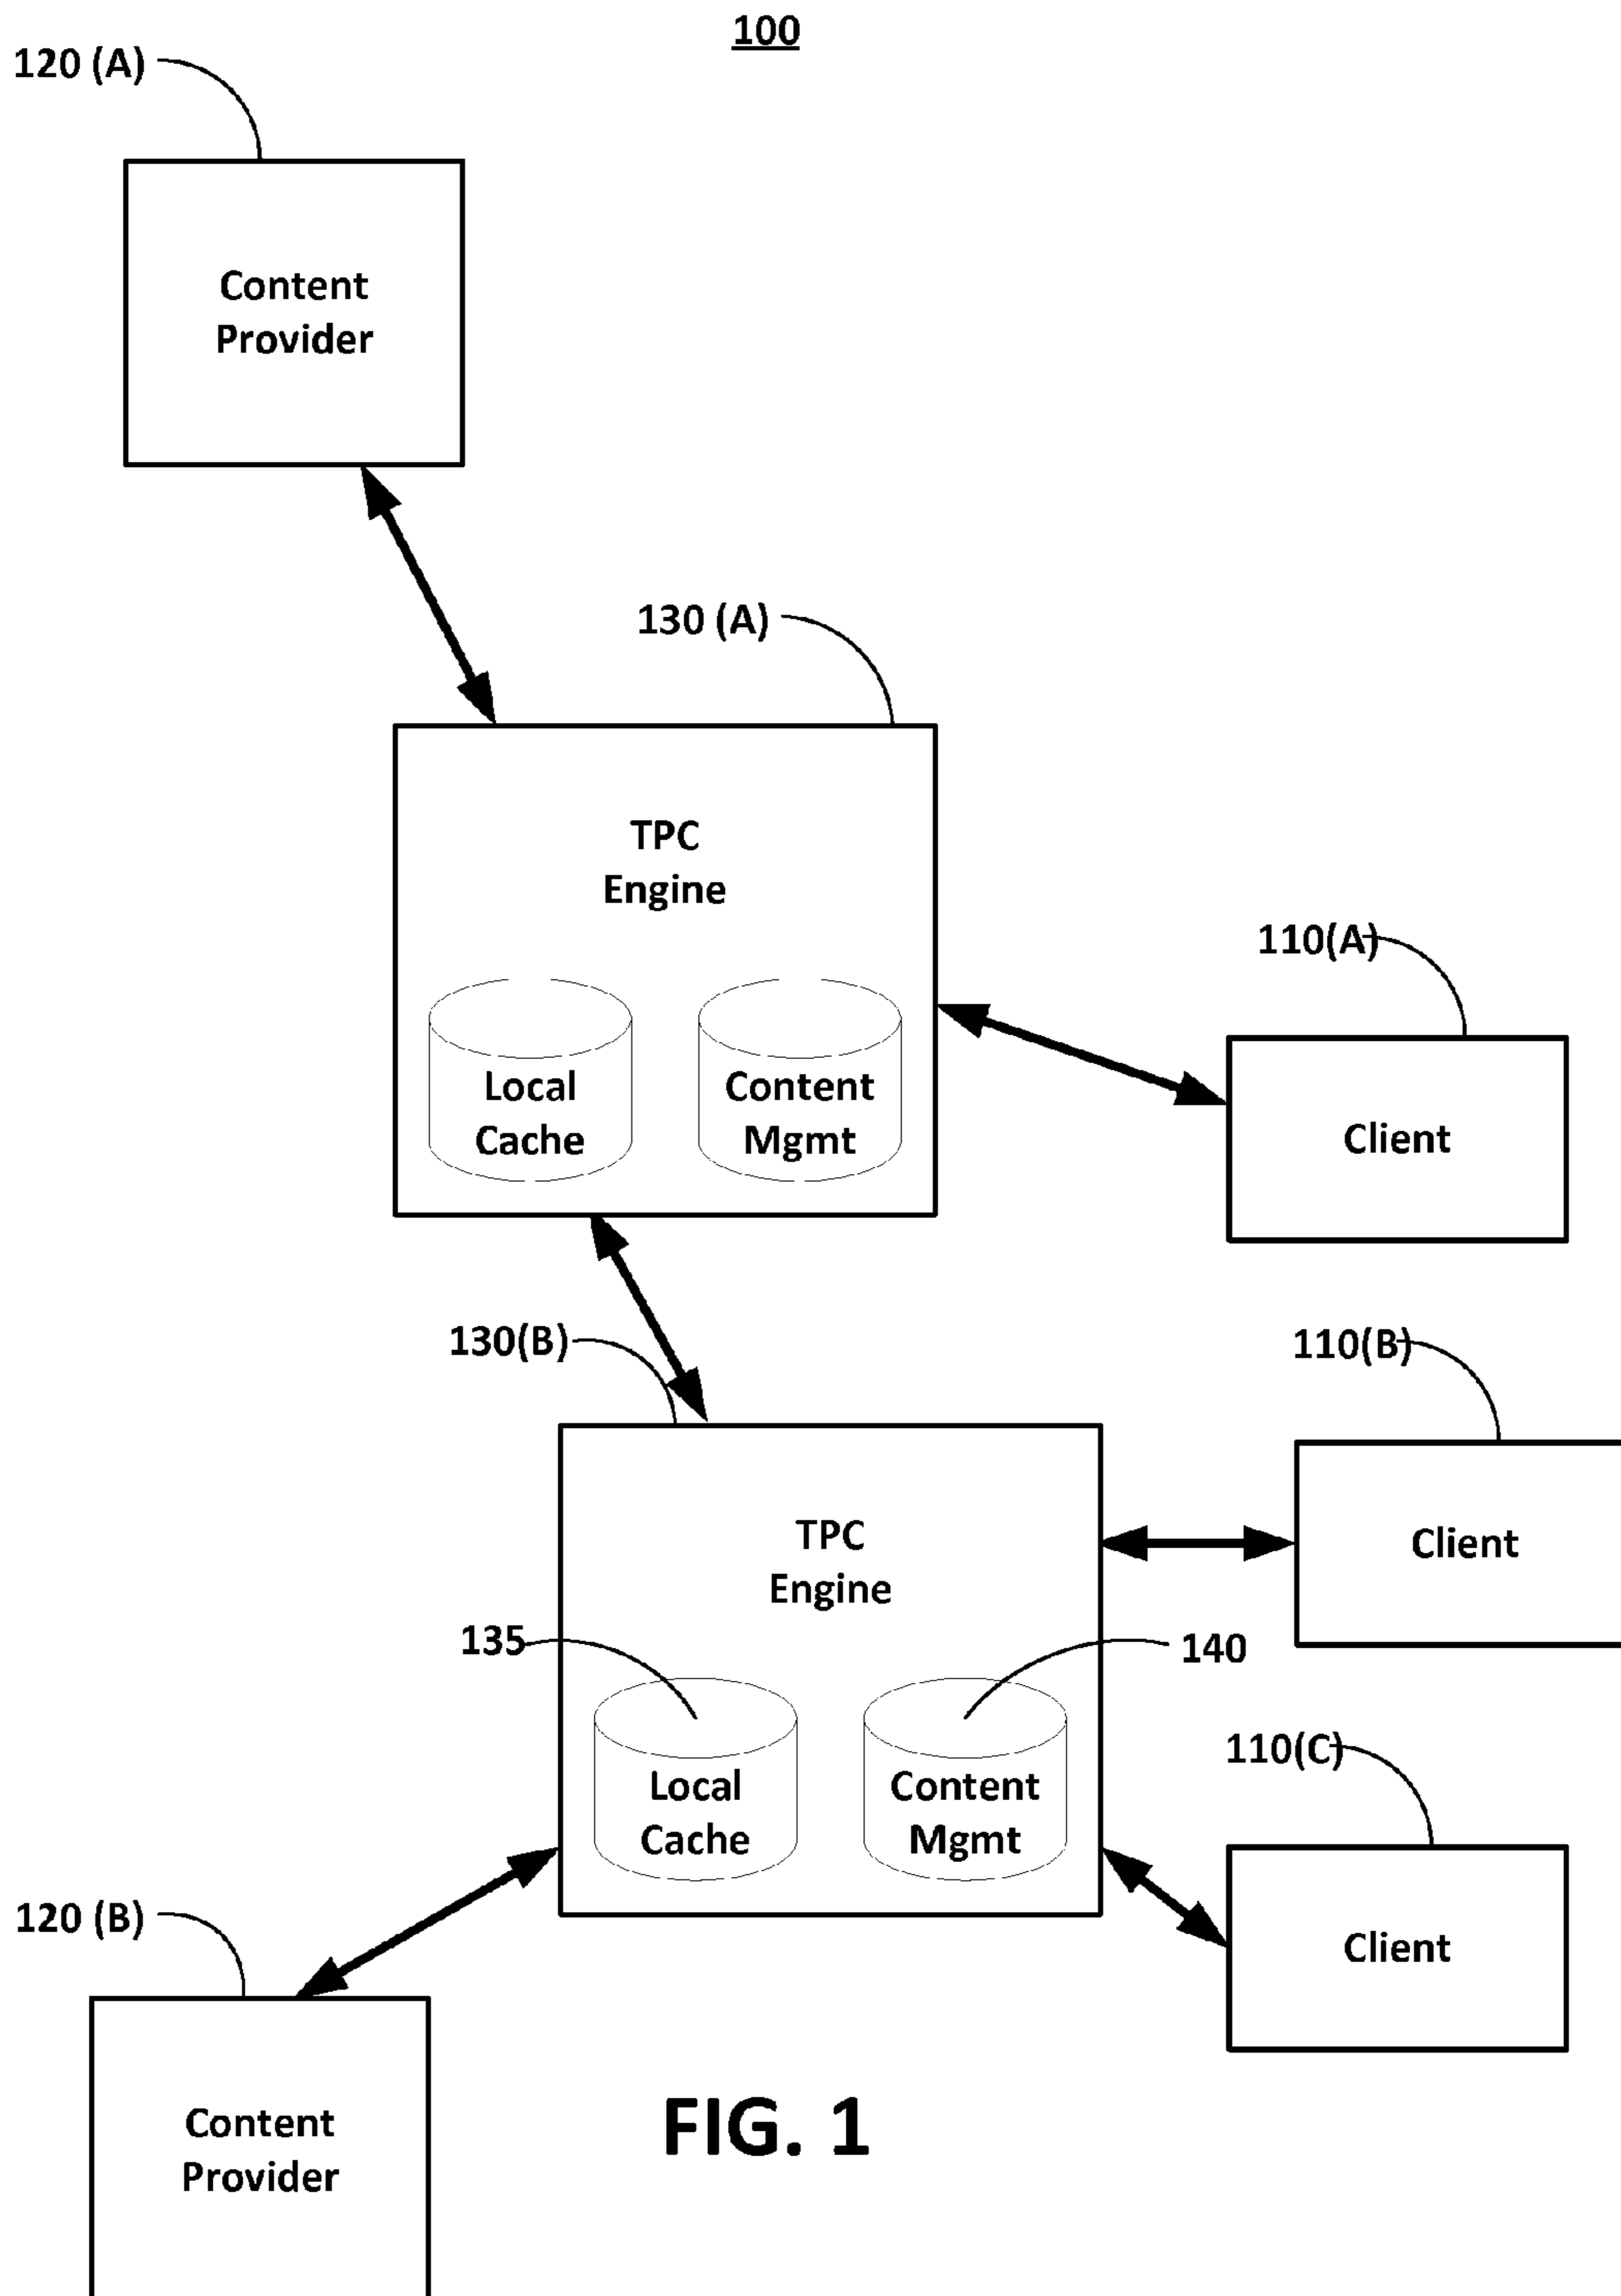 100
120 (A)
Content
Provider
130 (A)
TPC
Engine
110(A)
Local
Cache
Content
Mgmt
Client
130(B)
110(B)
TPC
Engine
Client
135
140
110(C)
Local
Cache
Content
Mgmt
120 (B)
Client
Content
Provider
FIG. 1